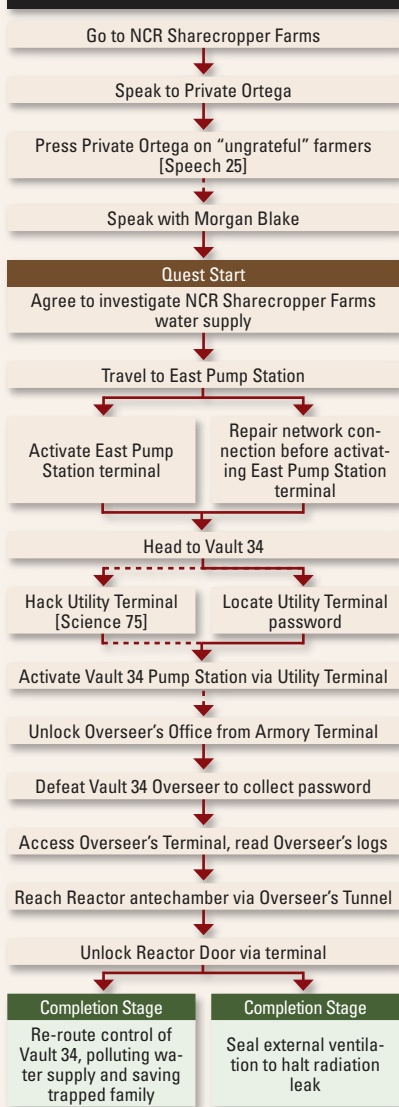 Go to NCR Sharecropper Farms
Speak to Private Ortega
Press Private Ortega on “ungrateful” farmers
[Speech 25]
Speak with Morgan Blake
Quest Start
Agree to investigate NCR Sharecropper Farms
water supply
Travel to East Pump Station
Activate East Pump
Station terminal
Repair network con-
nection before activat-
ing East Pump Station
terminal
Head to Vault 34
Hack Utility Terminal
[Science 75]
Locate Utility Terminal
password
Activate Vault 34 Pump Station via Utility Terminal
Unlock Overseer’s Office from Armory Terminal
Defeat Vault 34 Overseer to collect password
Access Overseer’s Terminal, read Overseer’s logs
Reach Reactor antechamber via Overseer’s Tunnel
Unlock Reactor Door via terminal
Completion Stage
Re-route control of
Vault 34, polluting wa-
ter supply and saving
trapped family
Completion Stage
Seal external ventila-
tion to halt radiation
leak